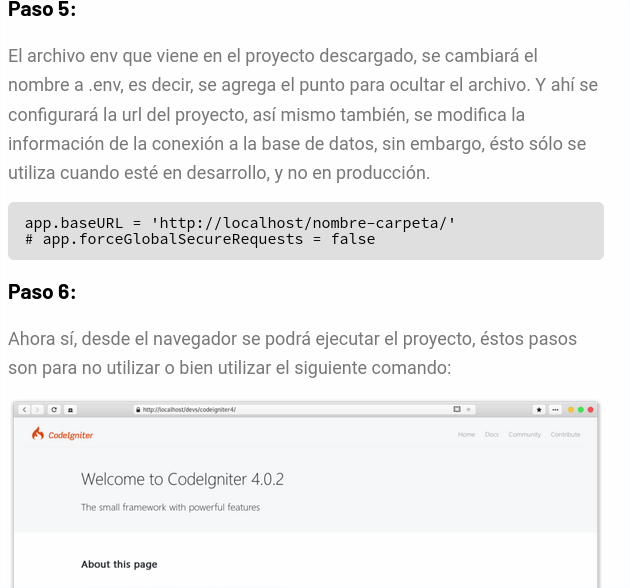 Paso 5:
El archivo env que viene en el proyecto descargado, se cambiará el
nombre a .env, es decir, se agrega el punto para ocultar el archivo. Y ahí se
configurará la url del proyecto, así mismo también, se modifica la
información de la conexión a la base de datos, sin embargo, ésto sólo se
utiliza cuando esté en desarrollo, y no en producción.
app.baseURL = 'http://localhost/nombre-carpeta/'
# app.forceGlobalSecureRequests = false
Paso 6:
Ahora sí, desde el navegador se podrá ejecutar el proyecto, éstos pasos
son para no utilizar o bien utilizar el siguiente comando:
http://localhost/devs/codeigniter4/
CodeIgniter
Home Docs Community Contribute
Welcome to CodeIgniter 4.0.2
The small framework with powerful features
About this page